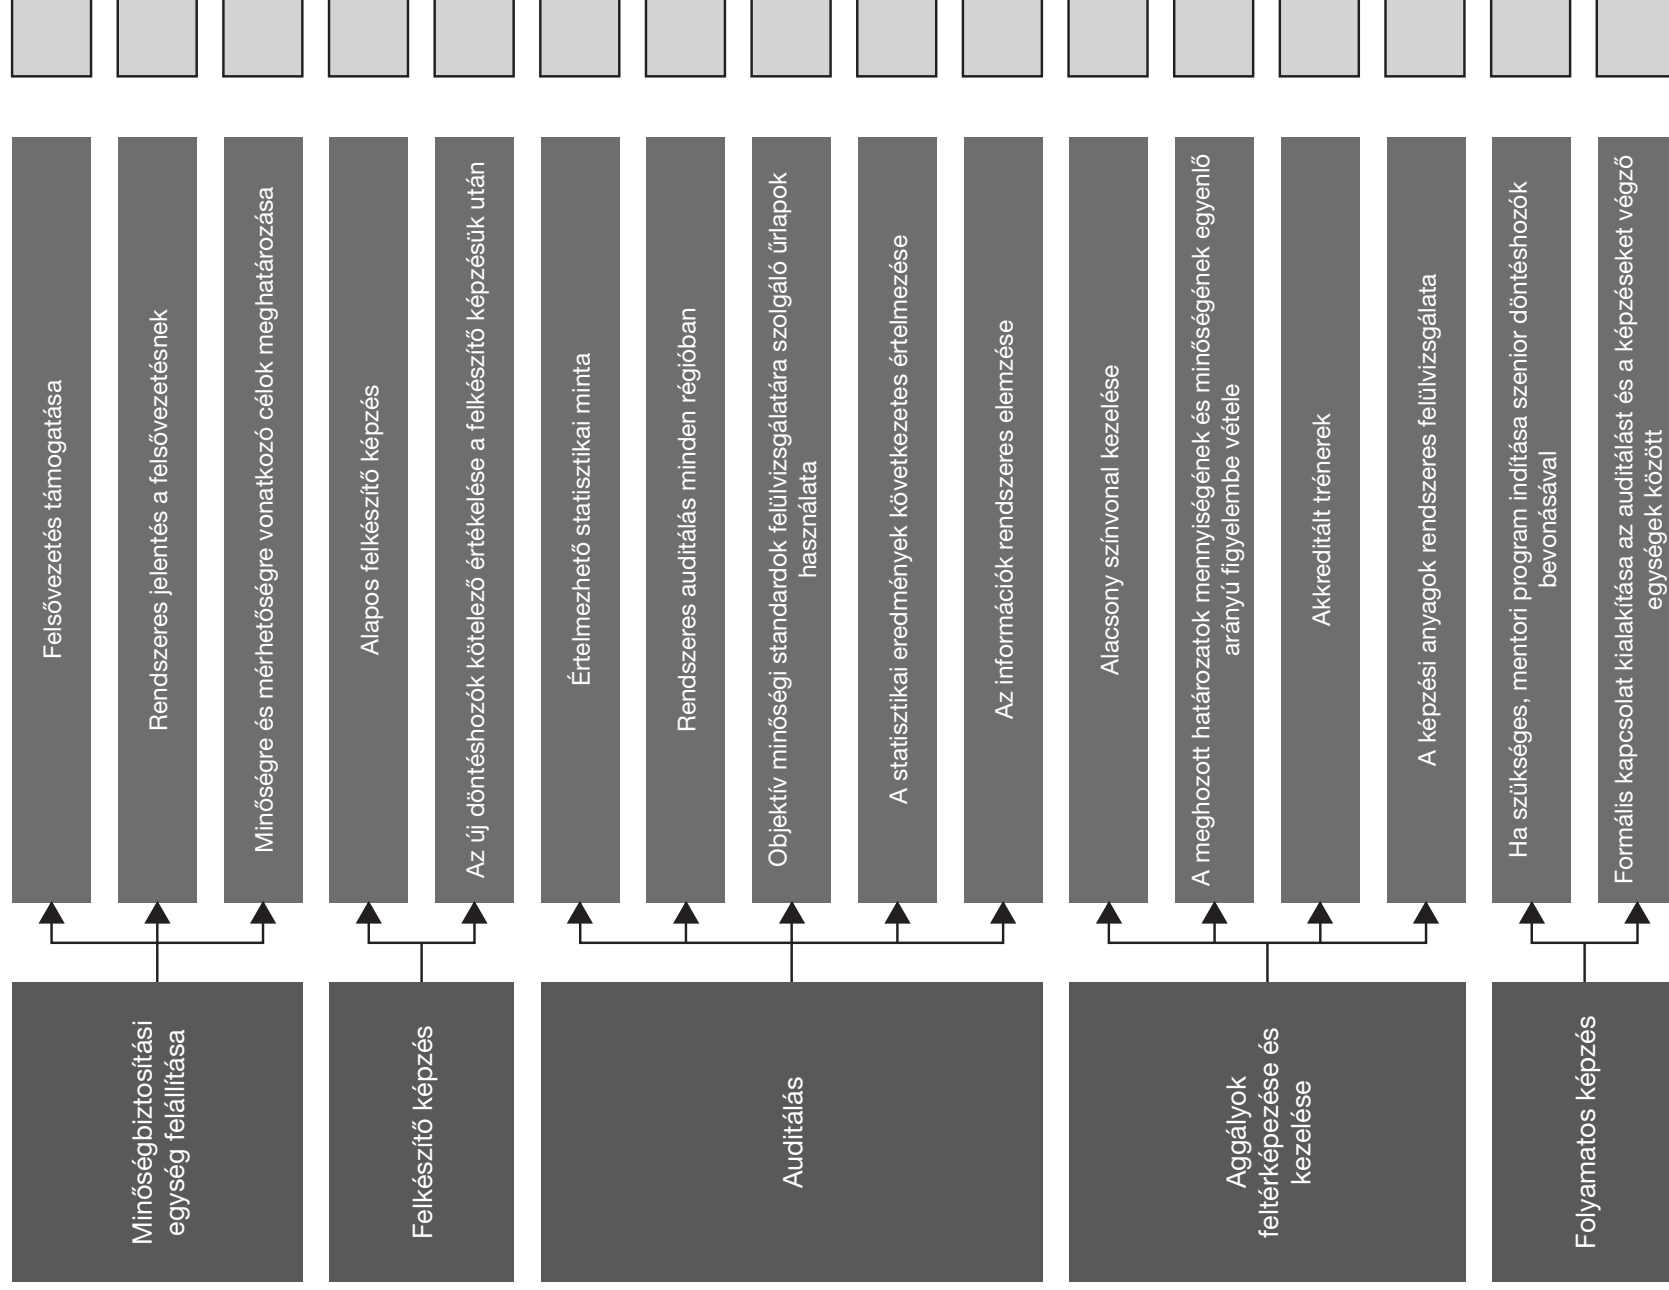 Minőségbiztosítási
egység felállítása
Felsővezetés támogatása
Rendszeres jelentés a felsővezetésnek
Minőségre és mérhetőségre vonatkozó célok meghatározása
Felkészítő képzés
Alapos felkészítő képzés
Az új döntéshozók kötelező értékelése a felkészítő képzésük után
Auditálás
Értelmezhető statisztikai minta
Rendszeres auditálás minden régióban
Objektív minőségi standardok felülvizsgálatára szolgáló űrlapok
használata
A statisztikai eredmények következetes értelmezése
Az információk rendszeres elemzése
Aggályok
feltérképezése és
kezelése
Alacsony színvonal kezelése
A meghozott határozatok mennyiségének és minőségének egyenlő
arányú figyelembe vétele
Akkreditált trénerek
A képzési anyagok rendszeres felülvizsgálata
Folyamatos képzés
Ha szükséges, mentori program indítása szenior döntéshozók
bevonásával
Formális kapcsolat kialakítása az auditálást és a képzéseket végző
egységek között